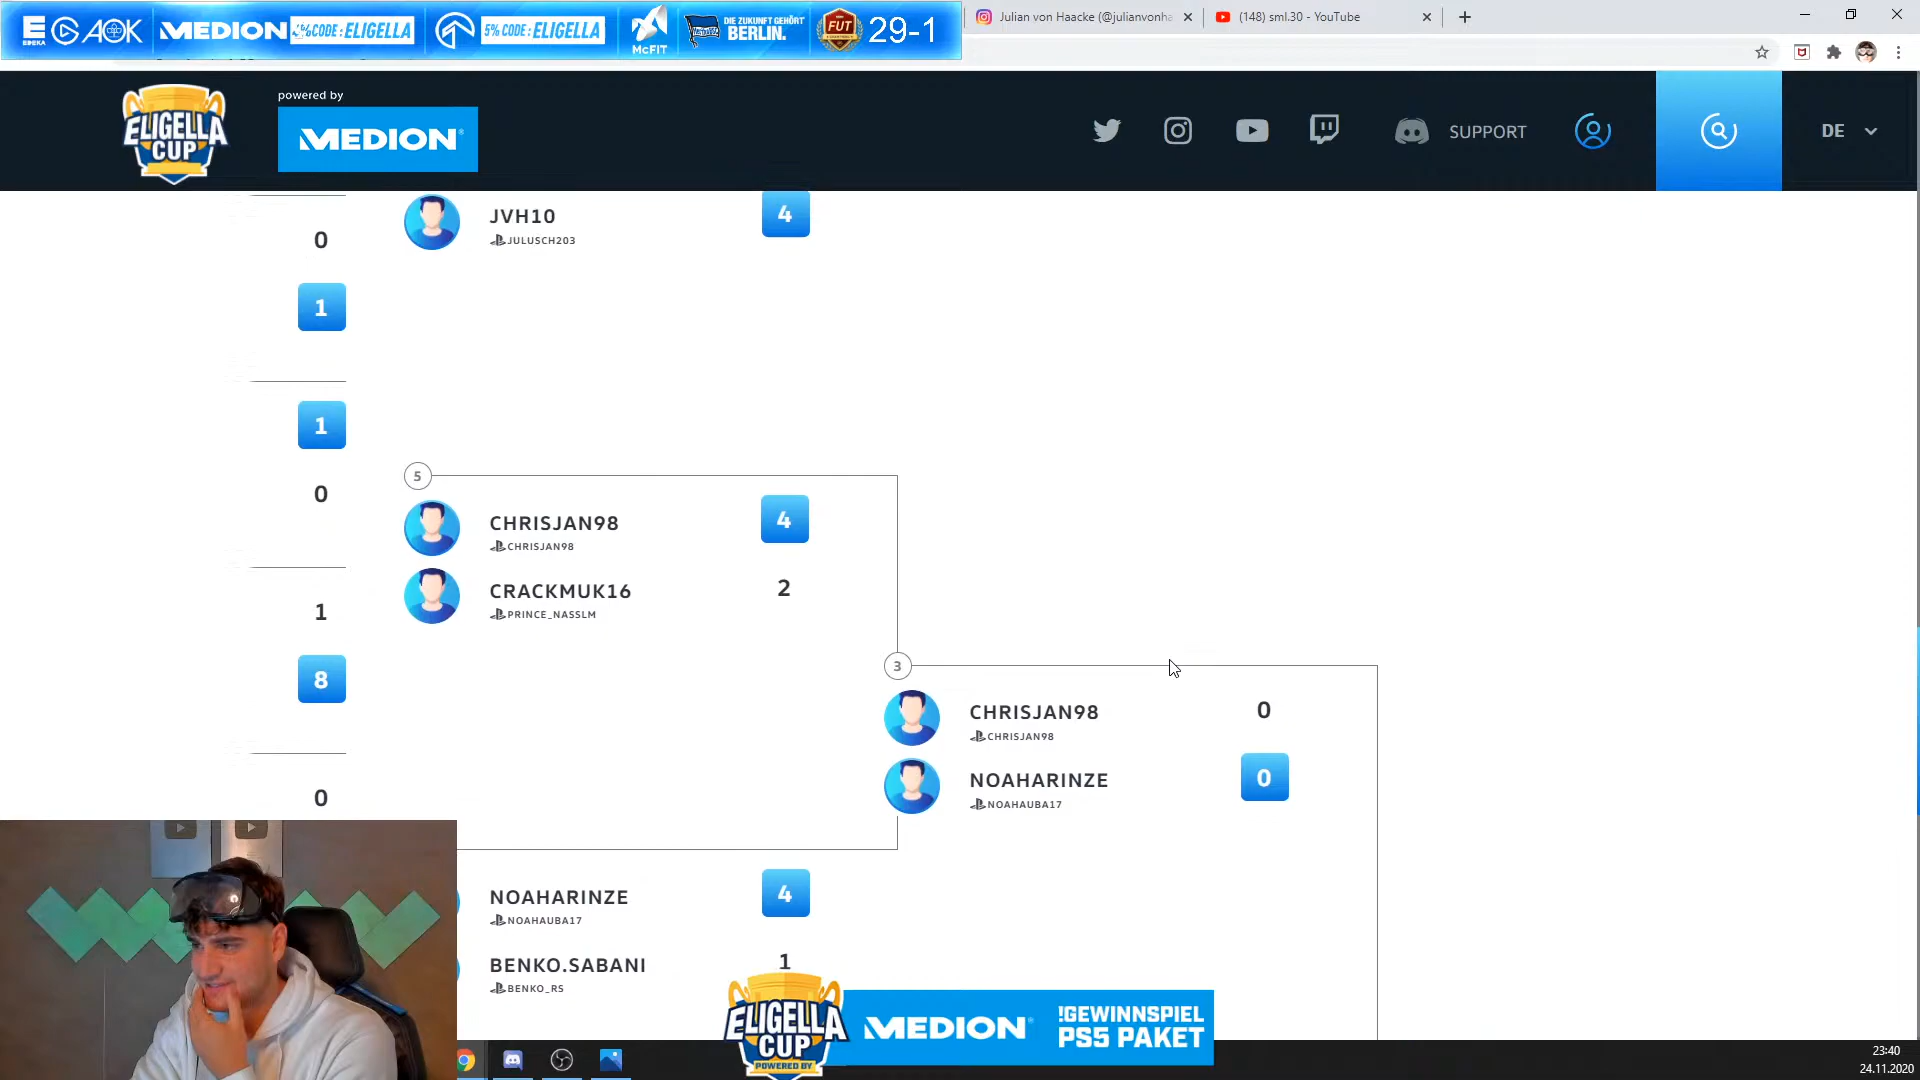 EDEKA AOK MEDION %CODE: ELIGELLA 5% CODE: ELIGELLA McFIT DIE ZUKUNFT GEHÖRT BERLIN. FUT 29-1
Julian von Haacke (@julianvonha
(148) sml.30 - YouTube
ELIGELLA CUP
powered by
MEDION
SUPPORT
DE
0
JVH10
JULUSCH203
4
1
1
0
5
CHRISJAN98
CHRISJAN98
4
CRACKMUK16
PRINCE_NASSLM
2
1
8
3
CHRISJAN98
CHRISJAN98
0
NOAHARINZE
NOAHAUBA17
0
0
NOAHARINZE
NOAHAUBA17
4
BENKO.SABANI
BENKO_RS
1
ELIGELLA CUP
POWERED BY
MEDION
!GEWINNSPIEL
PS5 PAKET
23:40
24.11.2020